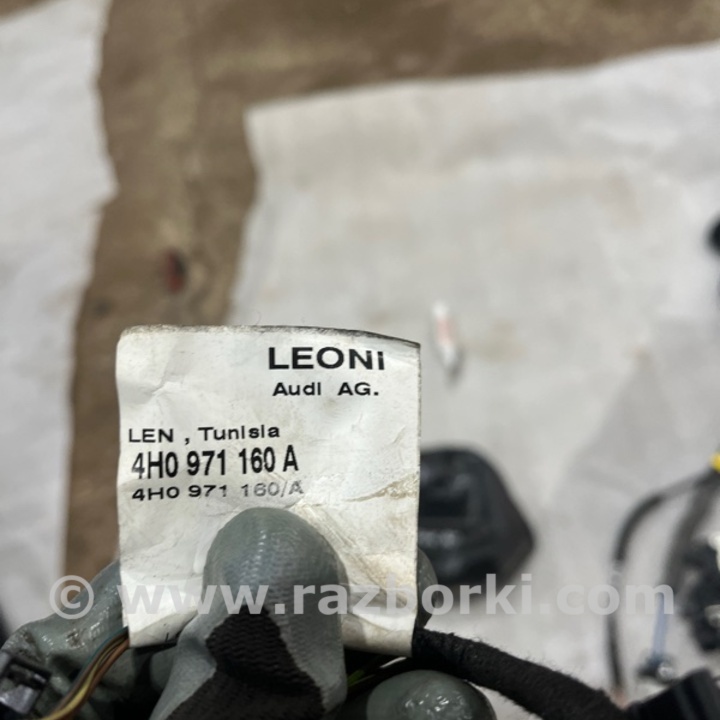 LEONI
Audi AG.
LEN , Tunisia
4H0 971 160 A
4H0 971 160/A
© www.razborki.com